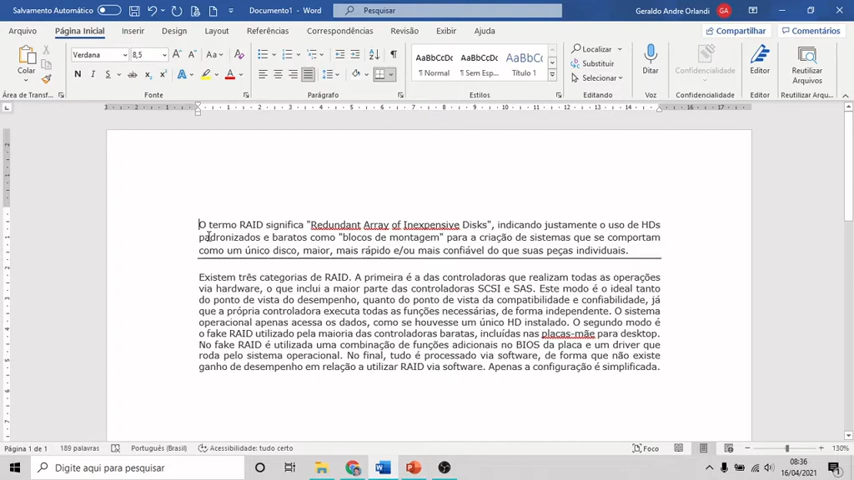 Salvamento Automático
Documento1 - Word
Pesquisar
Geraldo Andre Orlandi
GA
Arquivo
Página Inicial
Inserir
Design
Layout
Referências
Correspondências
Revisão
Exibir
Ajuda
Compartilhar
Comentários
Verdana
8,5
AaBbCcDc
AaBbCcDc
AaBbCcDc
¶ Normal
¶ Sem Esp...
Título 1
Localizar
Substituir
Selecionar
Colar
Ditar
Confidencialidade
Editor
Reutilizar
Arquivos
Área de Transf...
Fonte
Parágrafo
Estilos
Editando
Voz
Confidencialidade
Editor
Reutilizar Arqu...
O termo RAID significa "Redundant Array of Inexpensive Disks", indicando justamente o uso de HDs
padronizados e baratos como "blocos de montagem" para a criação de sistemas que se comportam
como um único disco, maior, mais rápido e/ou mais confiável do que suas peças individuais.
Existem três categorias de RAID. A primeira é a das controladoras que realizam todas as operações
via hardware, o que inclui a maior parte das controladoras SCSI e SAS. Este modo é o ideal tanto
do ponto de vista do desempenho, quanto do ponto de vista da compatibilidade e confiabilidade, já
que a própria controladora executa todas as funções necessárias, de forma independente. O sistema
operacional apenas acessa os dados, como se houvesse um único HD instalado. O segundo modo é
o fake RAID utilizado pela maioria das controladoras baratas, incluídas nas placas-mãe para desktop.
No fake RAID é utilizada uma combinação de funções adicionais no BIOS da placa e um driver que
roda pelo sistema operacional. No final, tudo é processado via software, de forma que não existe
ganho de desempenho em relação a utilizar RAID via software. Apenas a configuração é simplificada.
Página 1 de 1
189 palavras
Português (Brasil)
Acessibilidade: tudo certo
Foco
130%
Digite aqui para pesquisar
08:36
16/04/2021